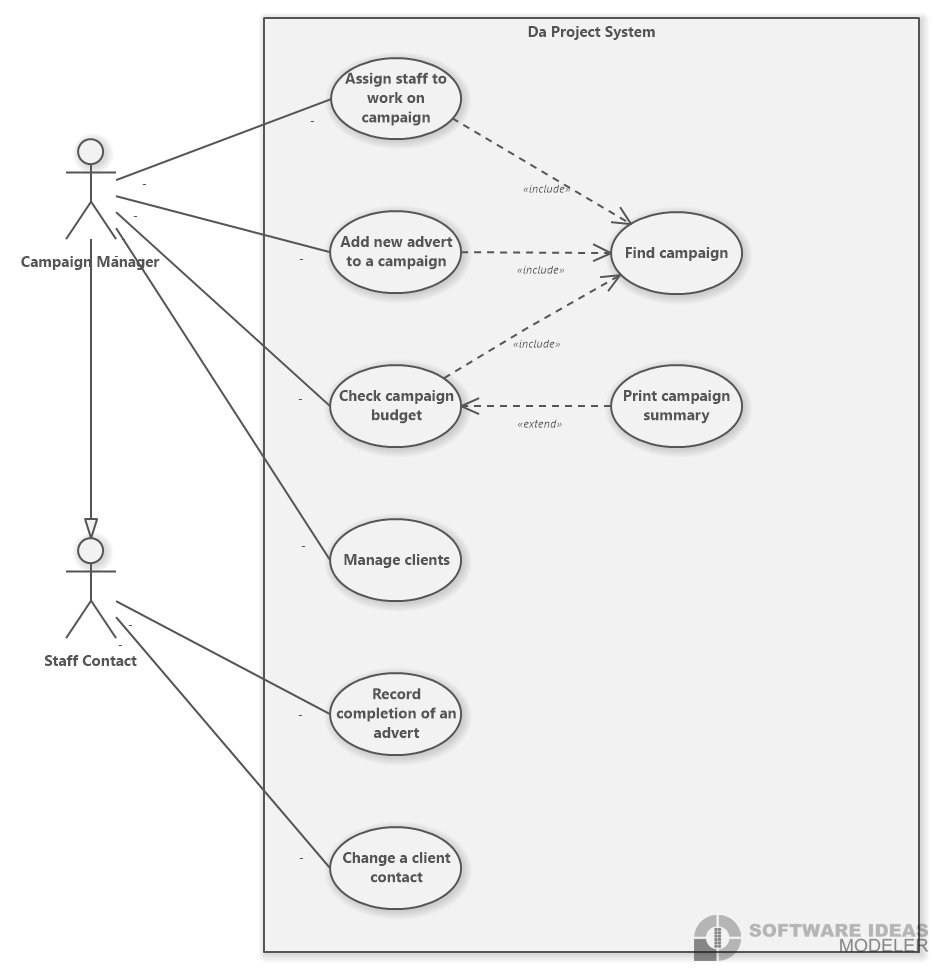 Da Project System
Assign staff to
work on
campaign
-
-
«include»
-
Campaign Manager
-
-
Add new advert
to a campaign
«include»
Find campaign
«include»
-
Check campaign
budget
«extend»
Print campaign
summary
-
Manage clients
-
-
Staff Contact
-
Record
completion of an
advert
-
Change a client
contact
SOFTWARE IDEAS
MODELER